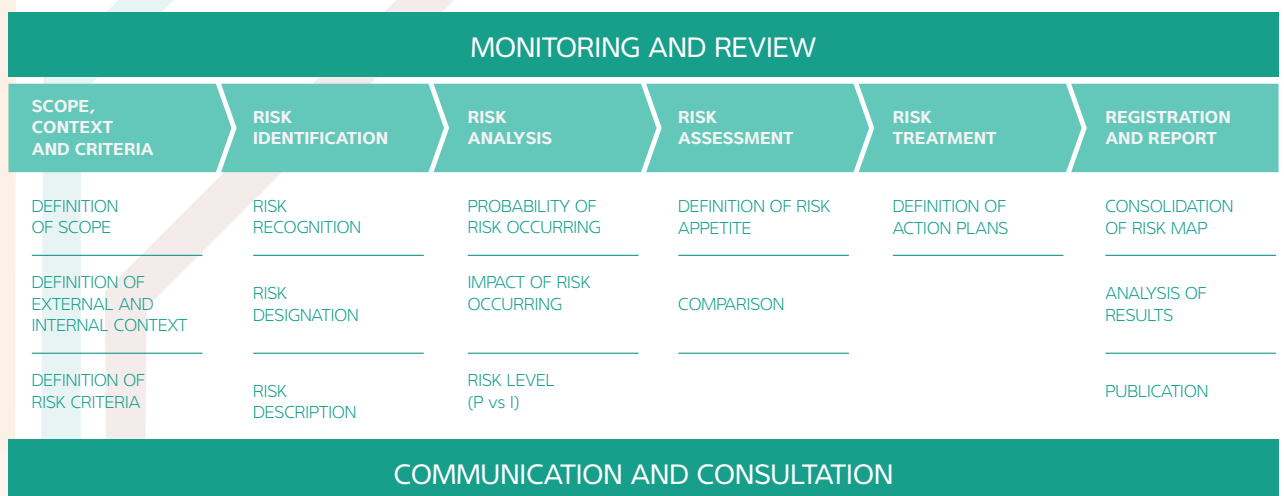 MONITORING AND REVIEW
SCOPE,
CONTEXT
AND CRITERIA
RISK
IDENTIFICATION
RISK
ANALYSIS
RISK
ASSESSMENT
RISK
TREATMENT
REGISTRATION
AND REPORT
DEFINITION
OF SCOPE
RISK
RECOGNITION
PROBABILITY OF
RISK OCCURRING
DEFINITION OF RISK
APPETITE
DEFINITION OF
ACTION PLANS
CONSOLIDATION
OF RISK MAP
DEFINITION OF
EXTERNAL AND
INTERNAL CONTEXT
RISK
DESIGNATION
IMPACT OF RISK
OCCURRING
COMPARISON
ANALYSIS OF
RESULTS
DEFINITION OF
RISK CRITERIA
RISK
DESCRIPTION
RISK LEVEL
(P vs I)
PUBLICATION
COMMUNICATION AND CONSULTATION